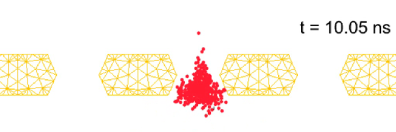 t = 10.05 ns